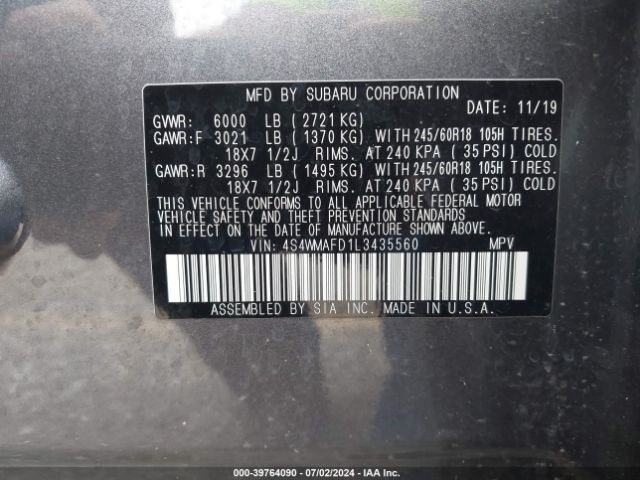 MFD BY SUBARU CORPORATION
DATE: 11/19
GVWR: 6000 LB ( 2721 KG)
GAWR:F 3021 LB ( 1370 KG) WITH 245/60R18 105H TIRES.
18X7 1/2J RIMS. AT 240 KPA ( 35 PSI) COLD
GAWR:R 3296 LB ( 1495 KG) WITH 245/60R18 105H TIRES.
18X7 1/2J RIMS. AT 240 KPA ( 35 PSI) COLD
THIS VEHICLE CONFORMS TO ALL APPLICABLE FEDERAL MOTOR
VEHICLE SAFETY AND THEFT PREVENTION STANDARDS
IN EFFECT ON THE DATE OF MANUFACTURE SHOWN ABOVE.
VIN: 4S4WMAFD1L3435560 MPV
ASSEMBLED BY SIA INC. MADE IN U.S.A.
000-39764090 - 07/02/2024 - IAA Inc.